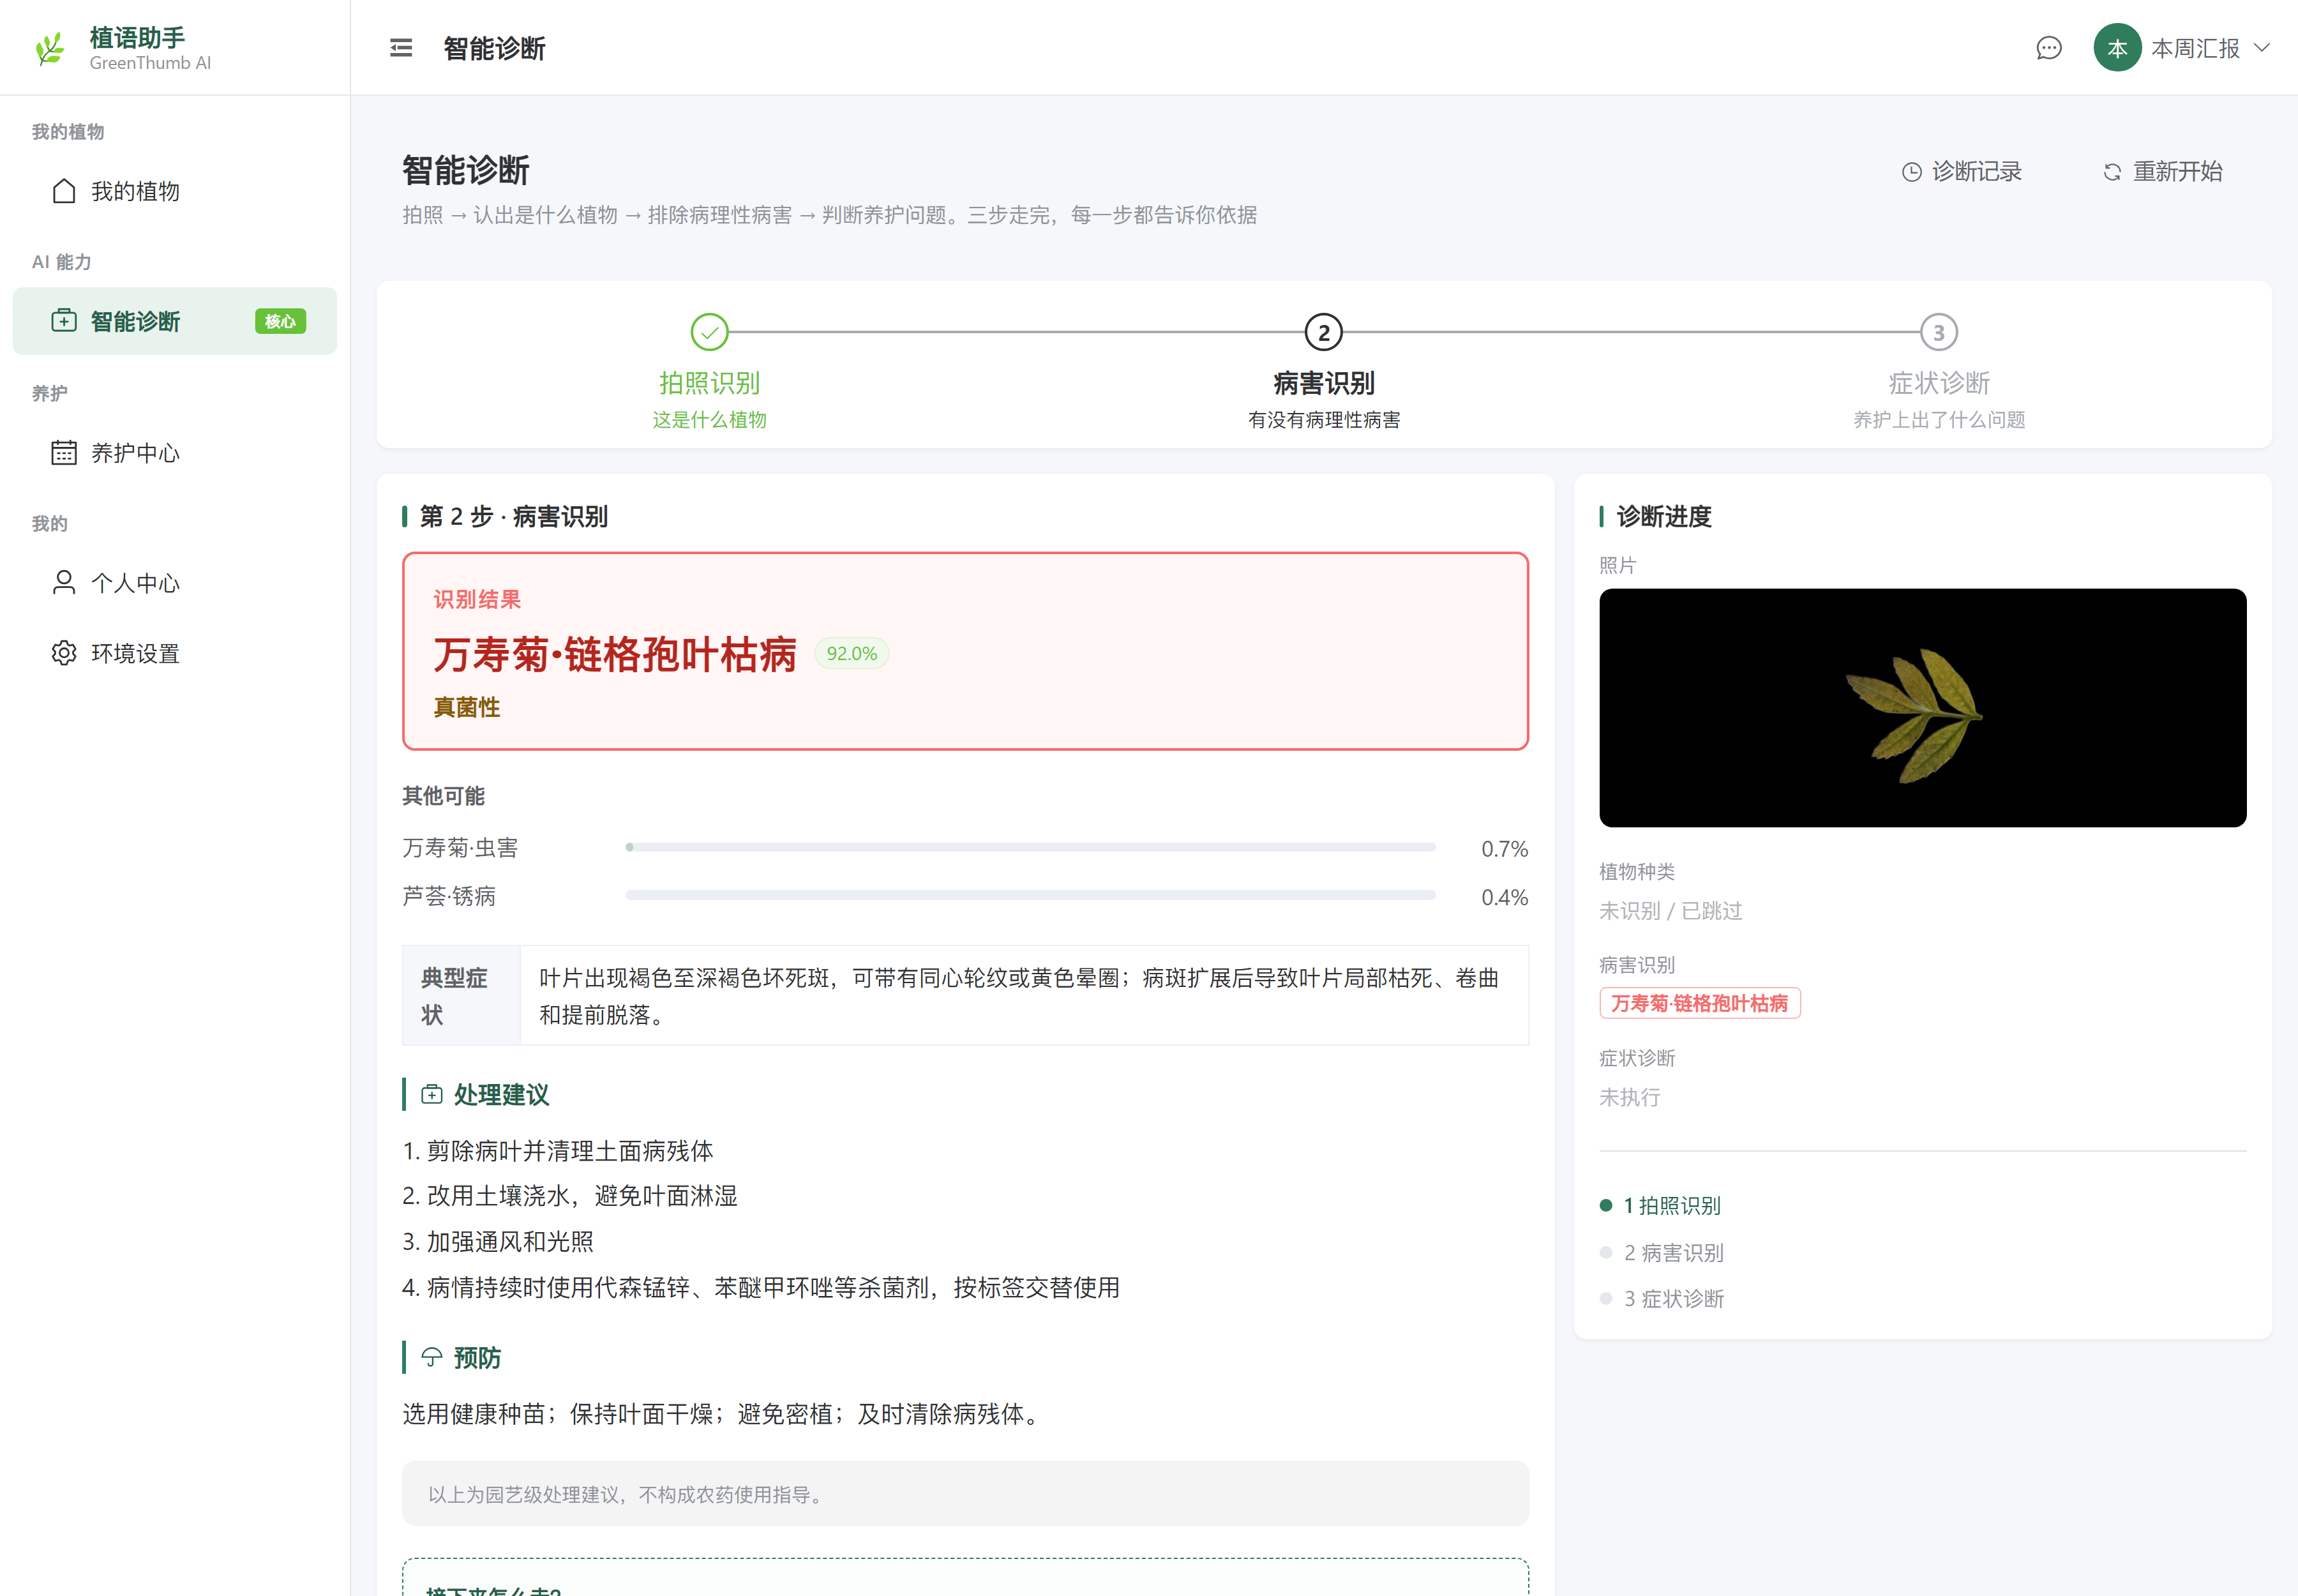 植语助手
GreenThumb AI
我的植物
我的植物
AI 能力
智能诊断 核心
养护
养护中心
我的
个人中心
环境设置
智能诊断
本 本周汇报
智能诊断
拍照 → 认出是什么植物 → 排除病理性病害 → 判断养护问题。三步走完，每一步都告诉你依据
诊断记录 重新开始
2 3
拍照识别 病害识别 症状诊断
这是什么植物 有没有病理性病害 养护上出了什么问题
第 2 步 · 病害识别
识别结果
万寿菊·链格孢叶枯病 92.0%
真菌性
其他可能
万寿菊·虫害 0.7%
芦荟·锈病 0.4%
典型症
状
叶片出现褐色至深褐色坏死斑，可带有同心轮纹或黄色晕圈；病斑扩展后导致叶片局部枯死、卷曲
和提前脱落。
处理建议
1. 剪除病叶并清理土面病残体
2. 改用土壤浇水，避免叶面淋湿
3. 加强通风和光照
4. 病情持续时使用代森锰锌、苯醚甲环唑等杀菌剂，按标签交替使用
预防
选用健康种苗；保持叶面干燥；避免密植；及时清除病残体。
以上为园艺级处理建议，不构成农药使用指导。
接下来怎么走?
诊断进度
照片
植物种类
未识别 / 已跳过
病害识别
万寿菊·链格孢叶枯病
症状诊断
未执行
1 拍照识别
2 病害识别
3 症状诊断